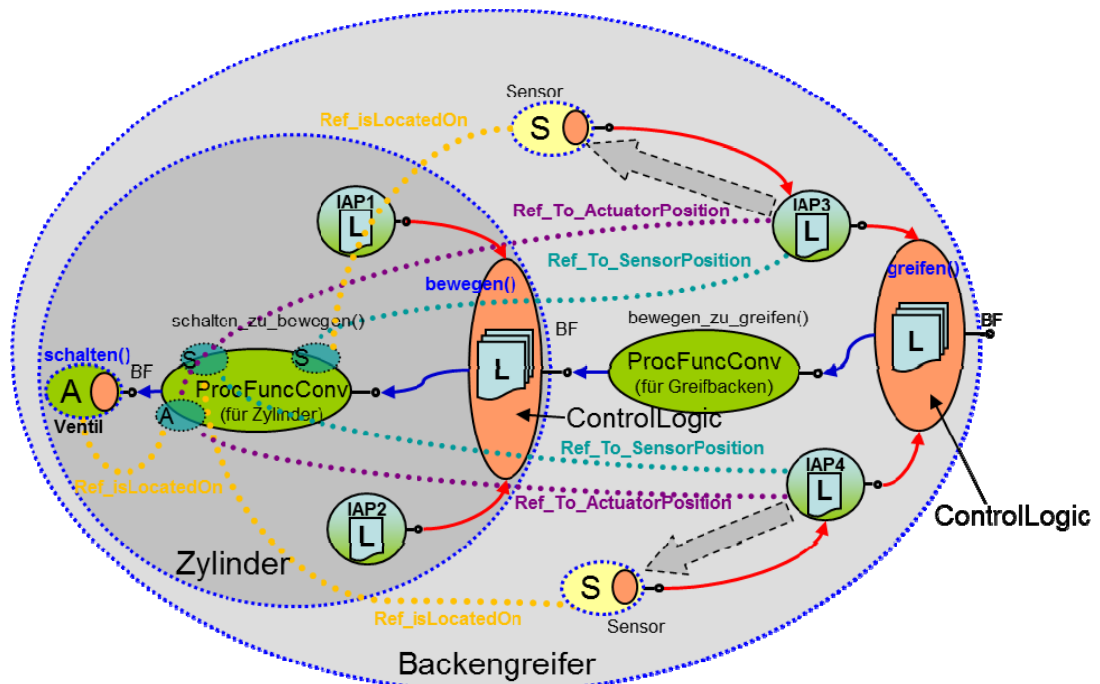 Sensor
S
Ref_isLocatedOn
IAP1
L
IAP3
L
Ref_To_ActuatorPosition
Ref_To_SensorPosition
bewegen()
greifen()
schalten_zu_bewegen()
BF
bewegen_zu_greifen()
L
L
BF
schalten()
BF
S
S
A
ProcFuncConv
(für Zylinder)
ProcFuncConv
(für Greifbacken)
A
Ventil
ControlLogic
Ref_To_SensorPosition
IAP4
L
Ref_isLocatedOn
Ref_To_ActuatorPosition
IAP2
L
ControlLogic
Zylinder
S
Ref_isLocatedOn
Sensor
Backengreifer